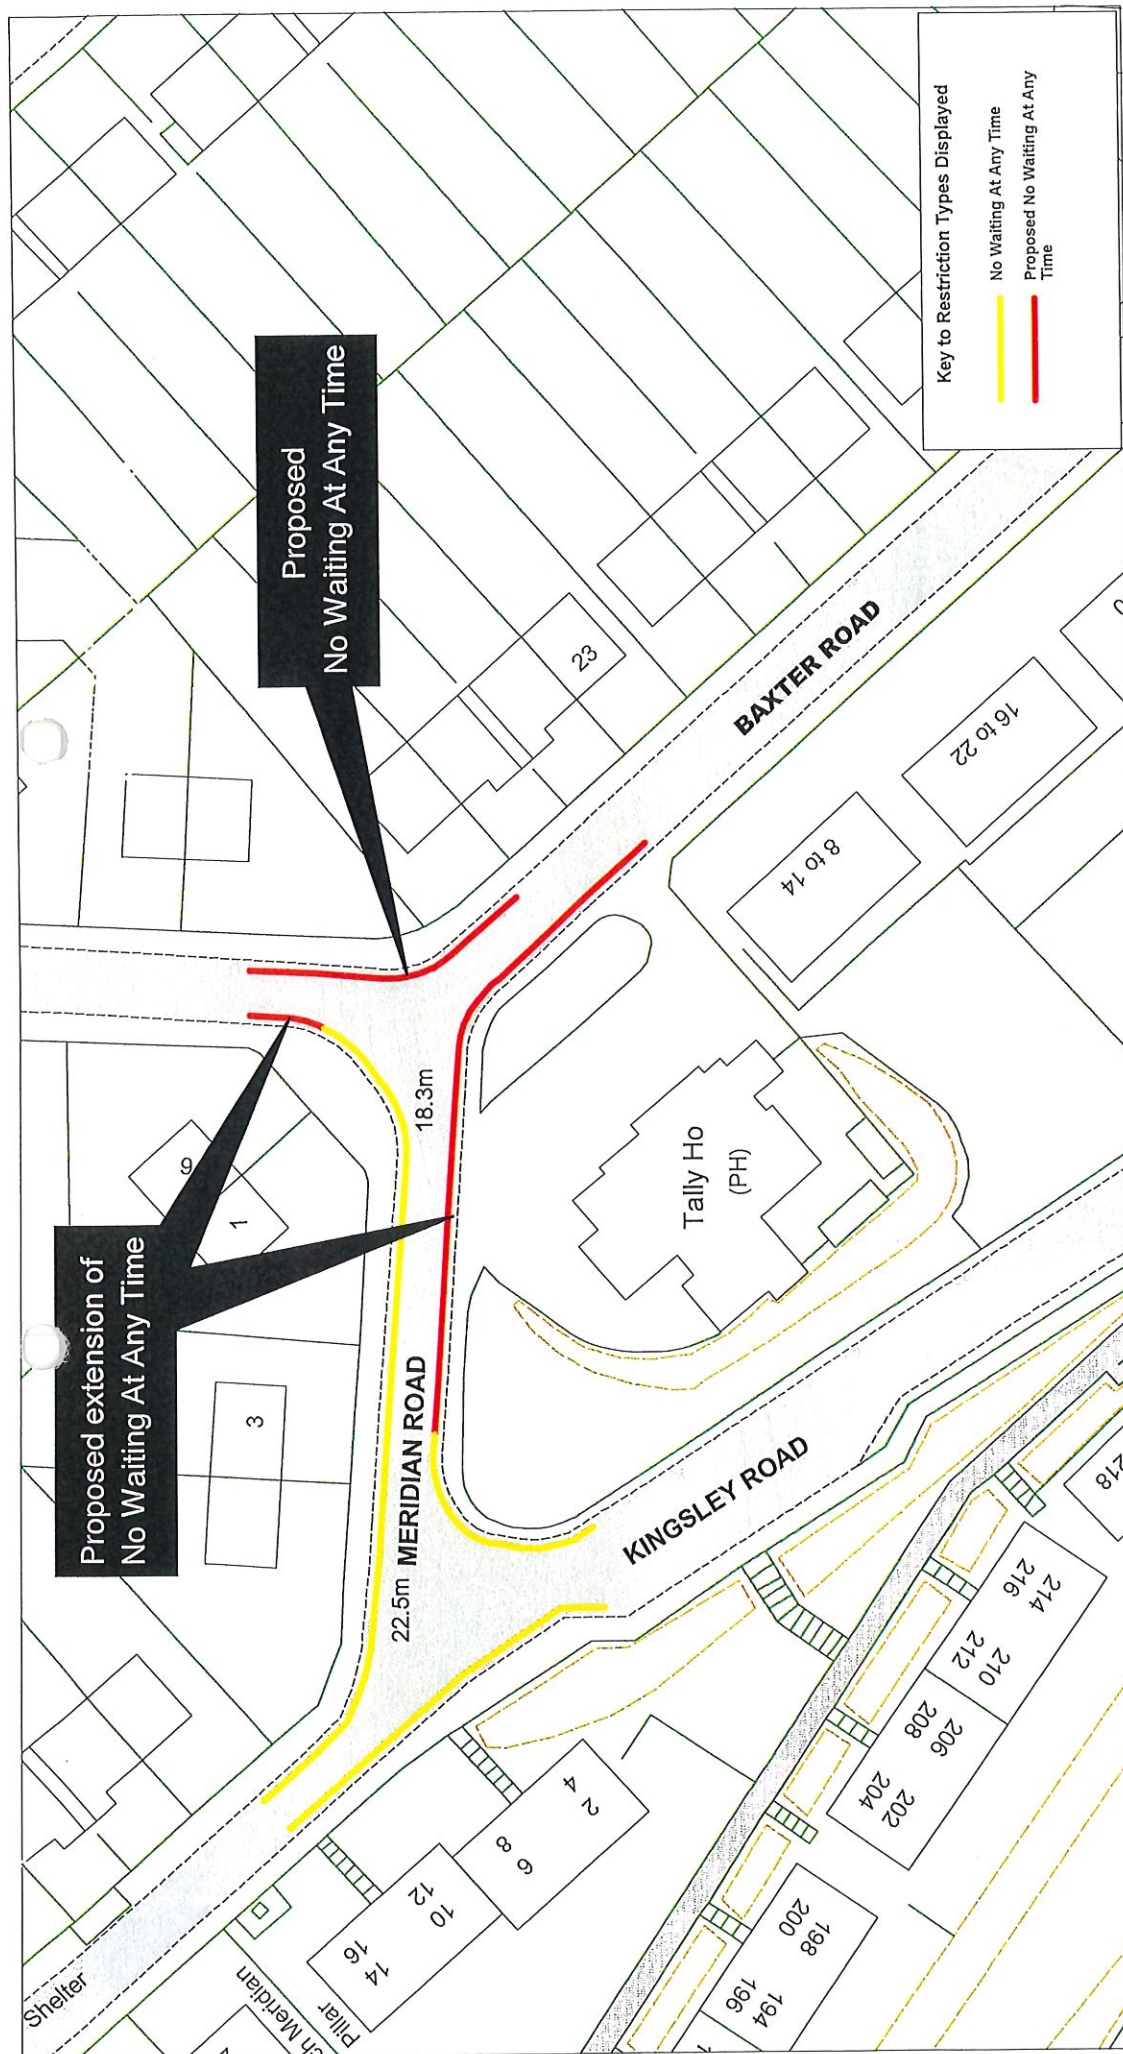 Proposed extension of
No Waiting At Any Time
Proposed
No Waiting At Any Time
Key to Restriction Types Displayed
No Waiting At Any Time
Proposed No Waiting At Any
Time
Shelter
ch Meridian
Pillar
22.5m
MERIDIAN ROAD
18.3m
KINGSLEY ROAD
BAXTER ROAD
Tally Ho
(PH)
3
1
9
23
8 to 14
16 to 22
2
4
6
8
10
12
14
16
194
196
198
200
202
204
206
208
210
212
214
216
218